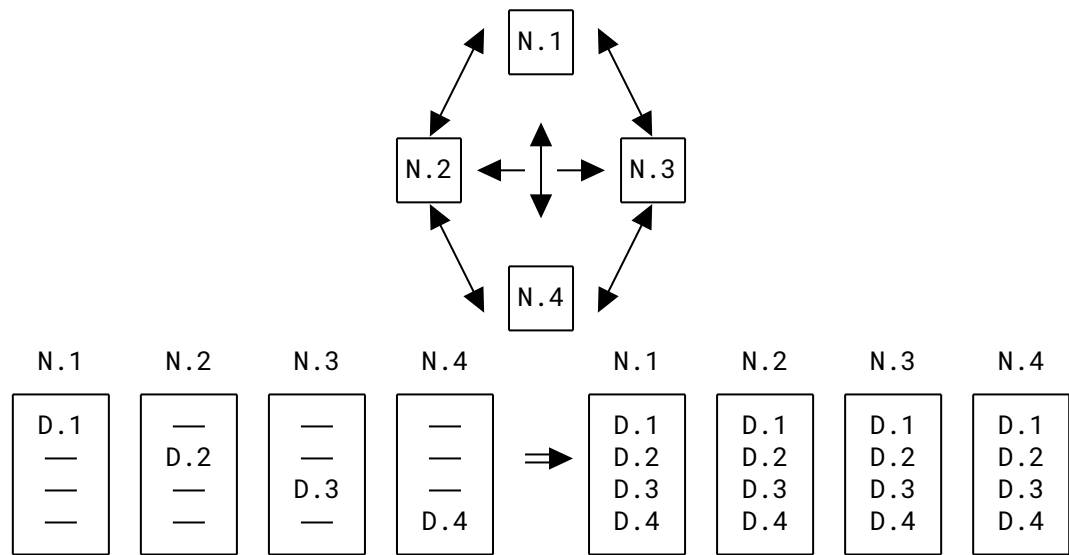 N.1
N.2 N.3
N.4
N.1 N.2 N.3 N.4 N.1 N.2 N.3 N.4
D.1 — — — D.1 D.1 D.1 D.1
— D.2 — — D.2 D.2 D.2 D.2
— — D.3 — D.3 D.3 D.3 D.3
— — — D.4 D.4 D.4 D.4 D.4